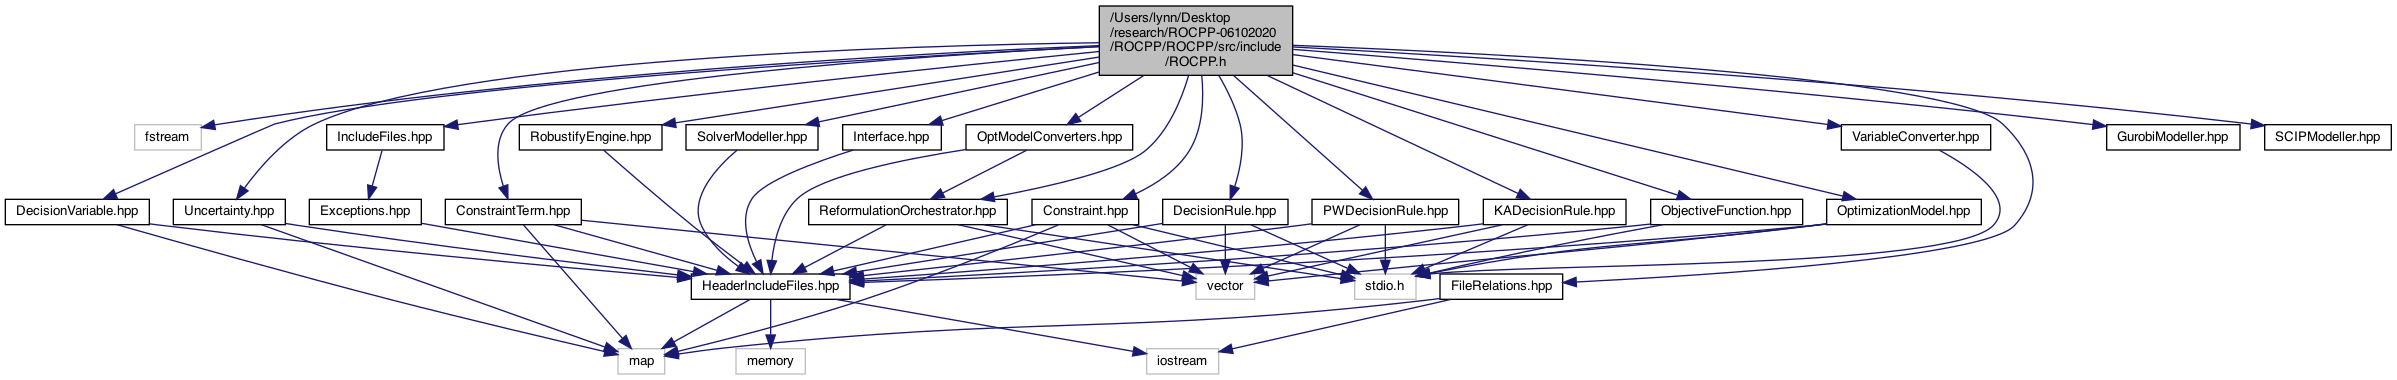 /Users/lynn/Desktop
/research/ROCPP-06102020
/ROCPP/ROCPP/src/include
/ROCPP.h
fstream
IncludeFiles.hpp
RobustifyEngine.hpp
SolverModeller.hpp
Interface.hpp
OptModelConverters.hpp
VariableConverter.hpp
GurobiModeller.hpp
SCIPModeller.hpp
DecisionVariable.hpp
Uncertainty.hpp
Exceptions.hpp
ConstraintTerm.hpp
ReformulationOrchestrator.hpp
Constraint.hpp
DecisionRule.hpp
PWDecisionRule.hpp
KADecisionRule.hpp
ObjectiveFunction.hpp
OptimizationModel.hpp
HeaderIncludeFiles.hpp
vector
stdio.h
FileRelations.hpp
map
memory
iostream